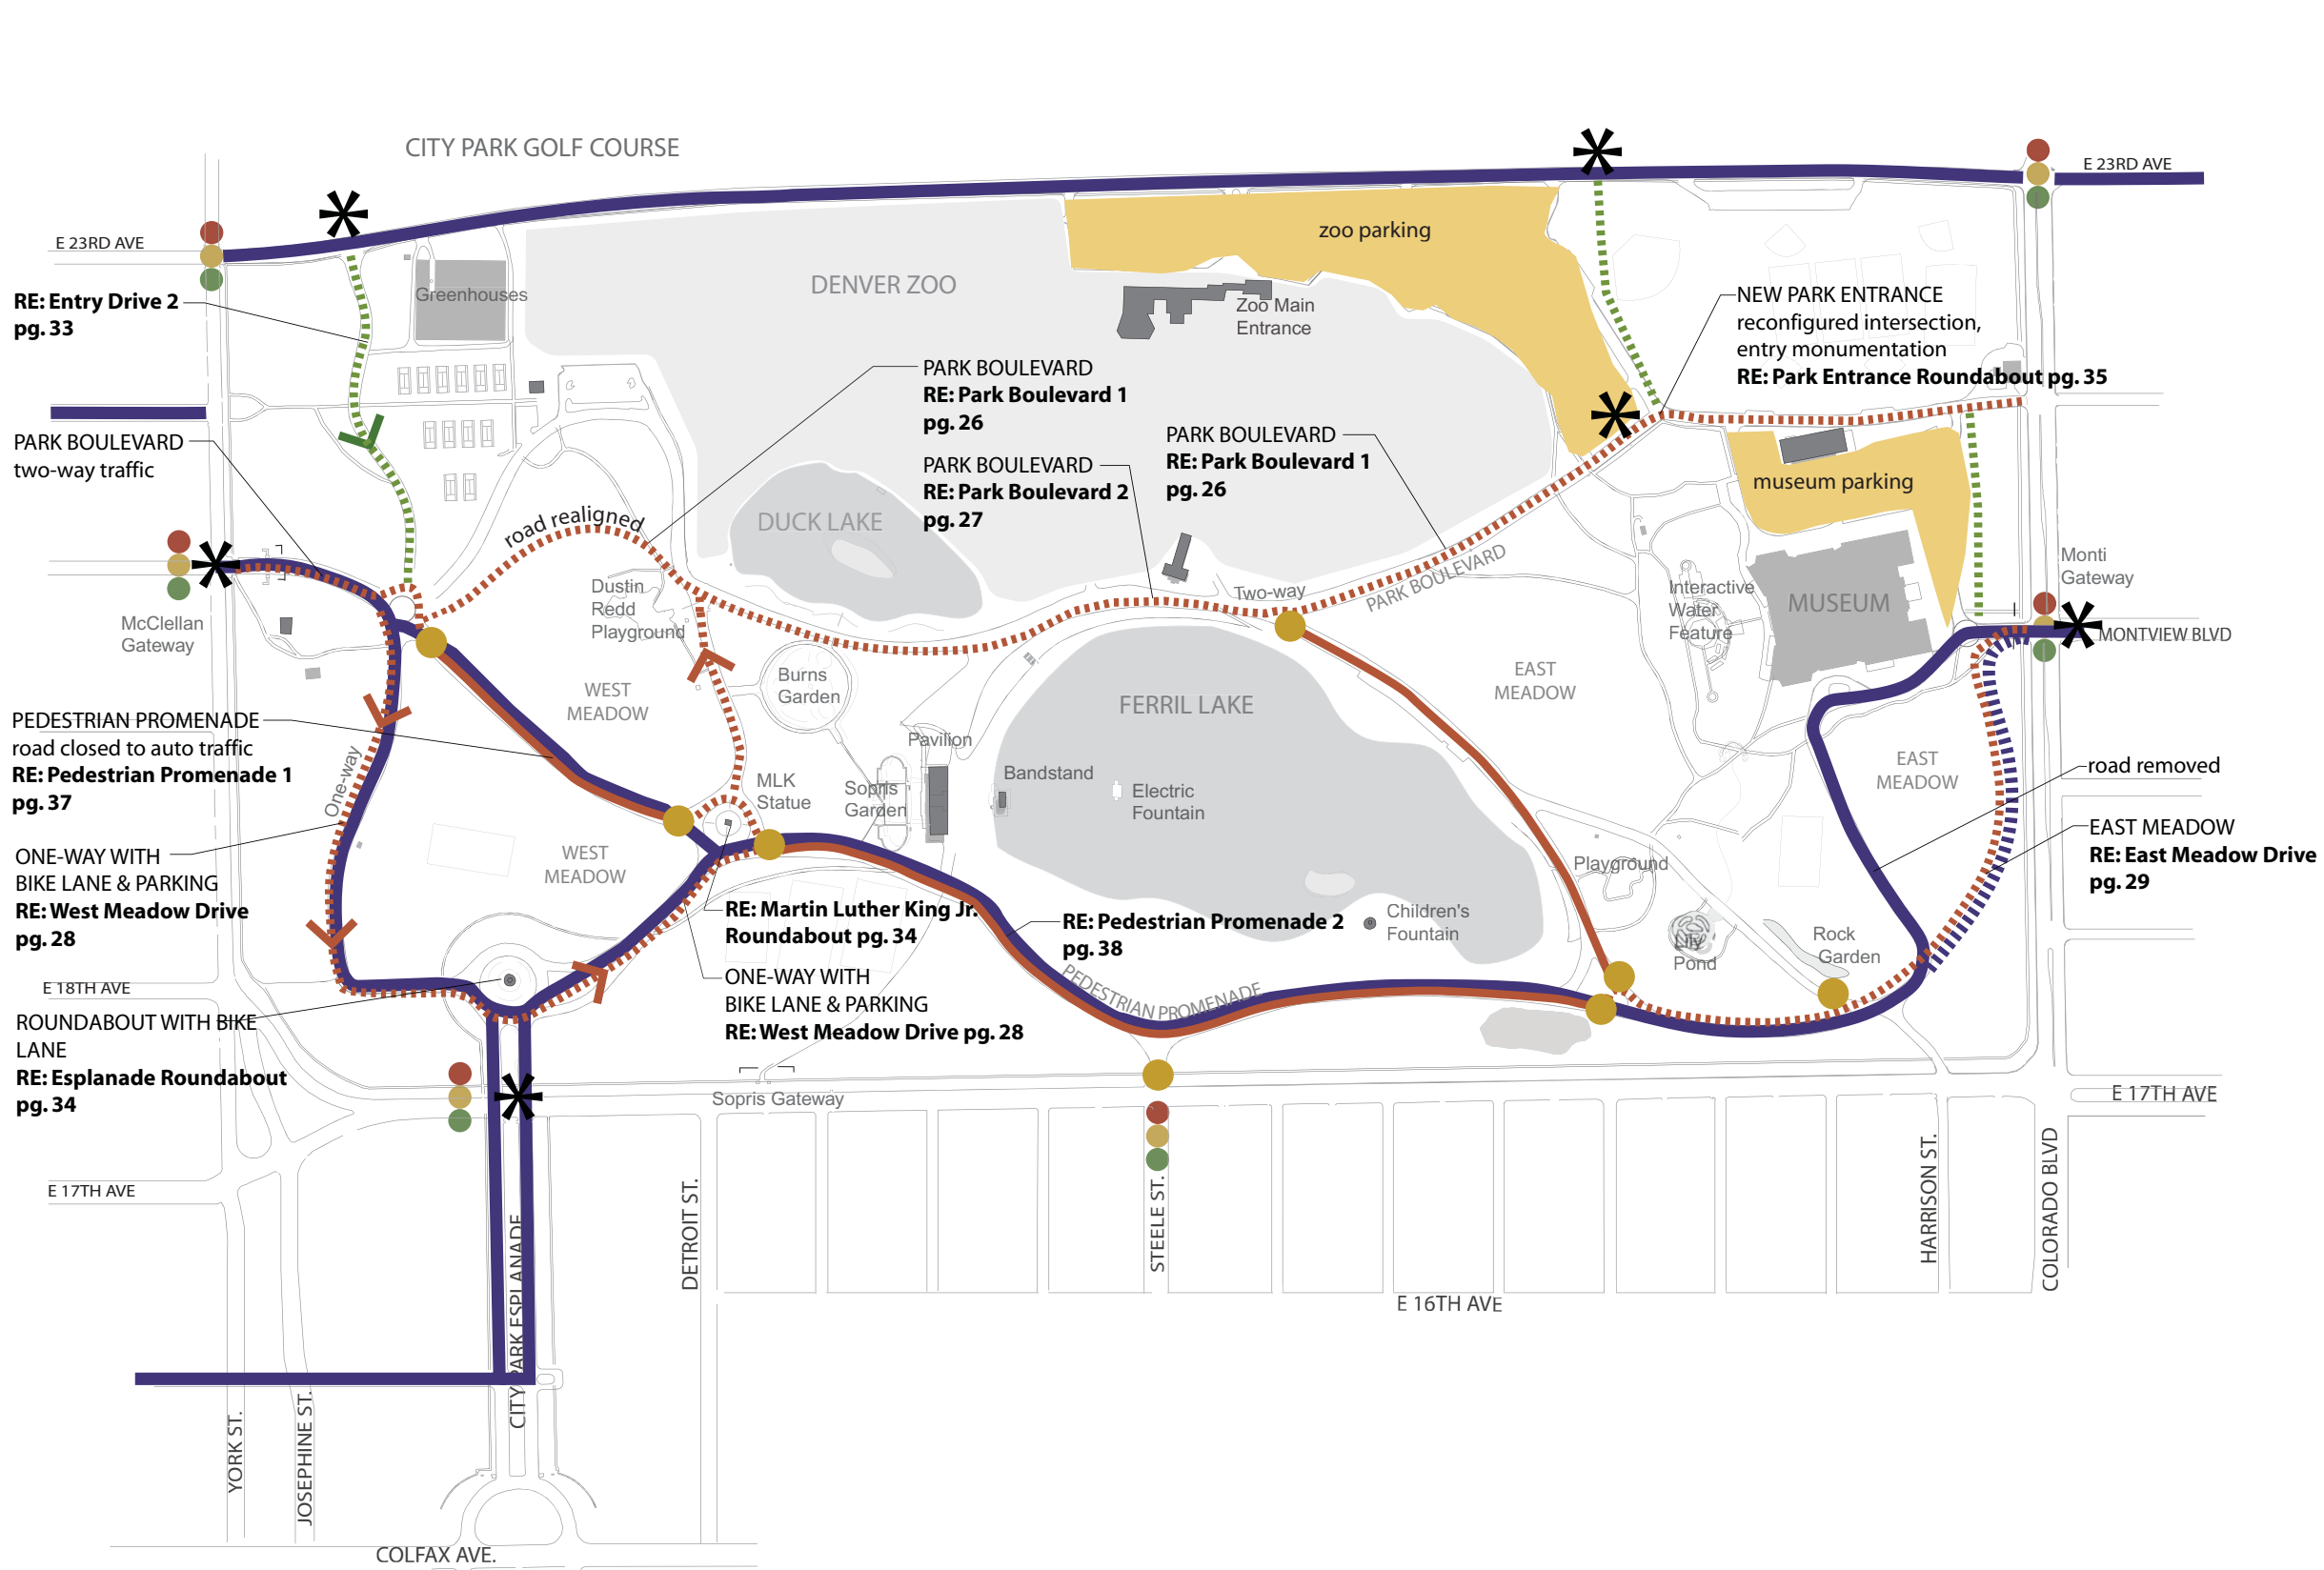 CITY PARK GOLF COURSE
E 23RD AVE
E 23RD AVE
zoo parking
DENVER ZOO
Greenhouses
Zoo Main
Entrance
RE: Entry Drive 2
pg. 33
NEW PARK ENTRANCE
reconfigured intersection,
entry monumentation
RE: Park Entrance Roundabout pg. 35
PARK BOULEVARD
RE: Park Boulevard 1
pg. 26
PARK BOULEVARD
RE: Park Boulevard 2
pg. 27
PARK BOULEVARD
RE: Park Boulevard 1
pg. 26
PARK BOULEVARD
two-way traffic
museum parking
road realigned
DUCK LAKE
PARK BOULEVARD
Two-way
Dustin
Redd
Playground
McClellan
Gateway
Interactive
Water
Feature
MUSEUM
Monti
Gateway
MONTVIEW BLVD
WEST
MEADOW
Burns
Garden
FERRIL LAKE
EAST
MEADOW
PEDESTRIAN PROMENADE
road closed to auto traffic
RE: Pedestrian Promenade 1
pg. 37
One-way
Pavilion
MLK
Statue
Sopris
Garden
Bandstand
Electric
Fountain
EAST
MEADOW
road removed
EAST MEADOW
RE: East Meadow Drive
pg. 29
ONE-WAY WITH
BIKE LANE & PARKING
RE: West Meadow Drive
pg. 28
WEST
MEADOW
Playground
RE: Martin Luther King Jr.
Roundabout pg. 34
RE: Pedestrian Promenade 2
pg. 38
Children's
Fountain
Lily
Pond
Rock
Garden
ONE-WAY WITH
BIKE LANE & PARKING
RE: West Meadow Drive pg. 28
PEDESTRIAN PROMENADE
E 18TH AVE
ROUNDABOUT WITH BIKE
LANE
RE: Esplanade Roundabout
pg. 34
Sopris Gateway
E 17TH AVE
E 17TH AVE
CITY PARK ESPLANADE
DETROIT ST.
STEELE ST.
HARRISON ST.
COLORADO BLVD
E 16TH AVE
YORK ST.
JOSEPHINE ST.
COLFAX AVE.